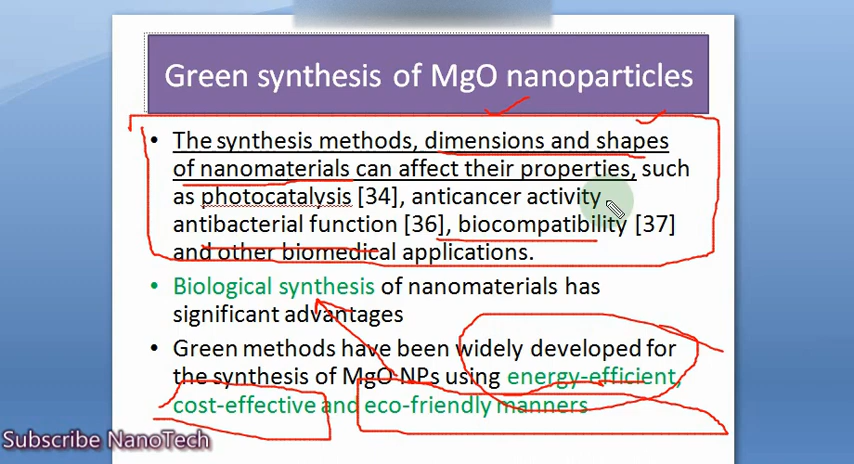 Green synthesis of MgO nanoparticles
• The synthesis methods, dimensions and shapes
of nanomaterials can affect their properties, such
as photocatalysis [34], anticancer activity
antibacterial function [36], biocompatibility [37]
and other biomedical applications.
• Biological synthesis of nanomaterials has
significant advantages
• Green methods have been widely developed for
the synthesis of MgO NPs using energy-efficient,
cost-effective and eco-friendly manners
Subscribe NanoTech